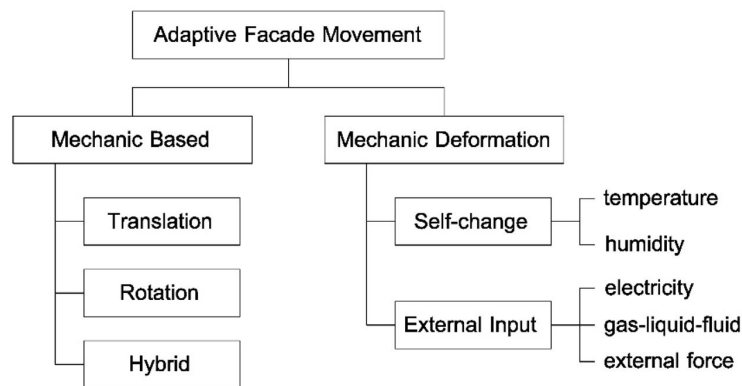 Adaptive Facade Movement
Mechanic Based
Mechanic Deformation
Translation
Rotation
Hybrid
Self-change
temperature
humidity
External Input
electricity
gas-liquid-fluid
external force